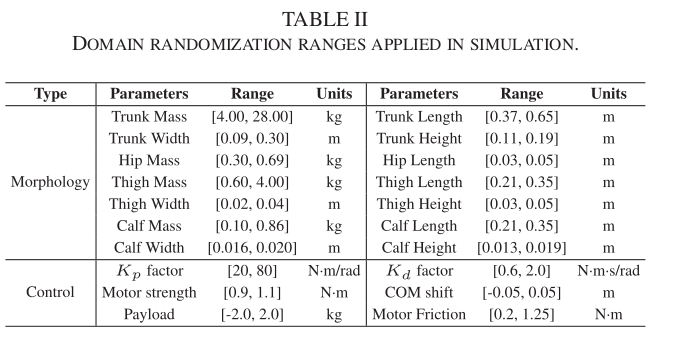 TABLE II
DOMAIN RANDOMIZATION RANGES APPLIED IN SIMULATION.
Type Parameters Range Units Parameters Range Units
Trunk Mass [4.00, 28.00] kg Trunk Length [0.37, 0.65] m
Trunk Width [0.09, 0.30] m Trunk Height [0.11, 0.19] m
Hip Mass [0.30, 0.69] kg Hip Length [0.03, 0.05] m
Morphology Thigh Mass [0.60, 4.00] kg Thigh Length [0.21, 0.35] m
Thigh Width [0.02, 0.04] m Thigh Height [0.03, 0.05] m
Calf Mass [0.10, 0.86] kg Calf Length [0.21, 0.35] m
Calf Width [0.016, 0.020] m Calf Height [0.013, 0.019] m
Kp factor [20, 80] N·m/rad Kd factor [0.6, 2.0] N·m·s/rad
Control Motor strength [0.9, 1.1] N·m COM shift [-0.05, 0.05] m
Payload [-2.0, 2.0] kg Motor Friction [0.2, 1.25] N·m